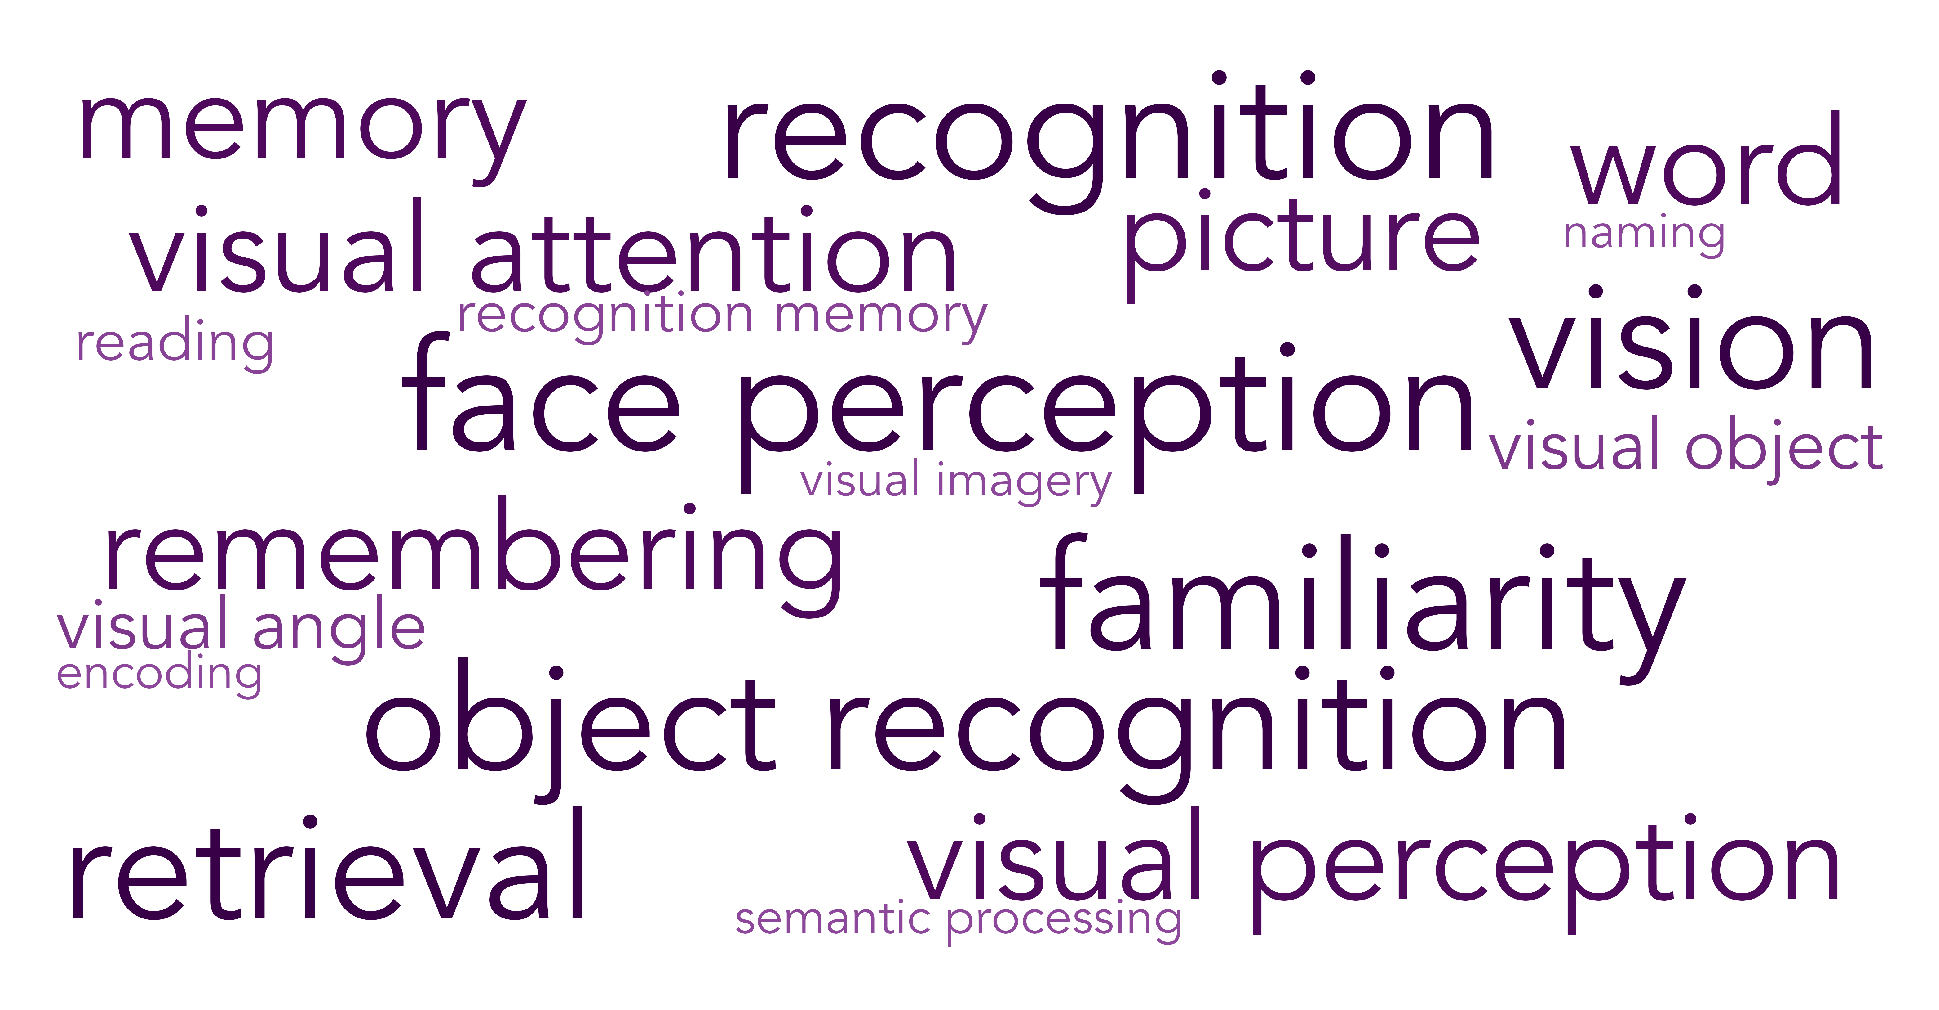 memory
recognition
word
visual attention
picture
naming
recognition memory
reading
vision
face perception
visual object
visual imagery
remembering
familiarity
visual angle
encoding
object recognition
retrieval
visual perception
semantic processing